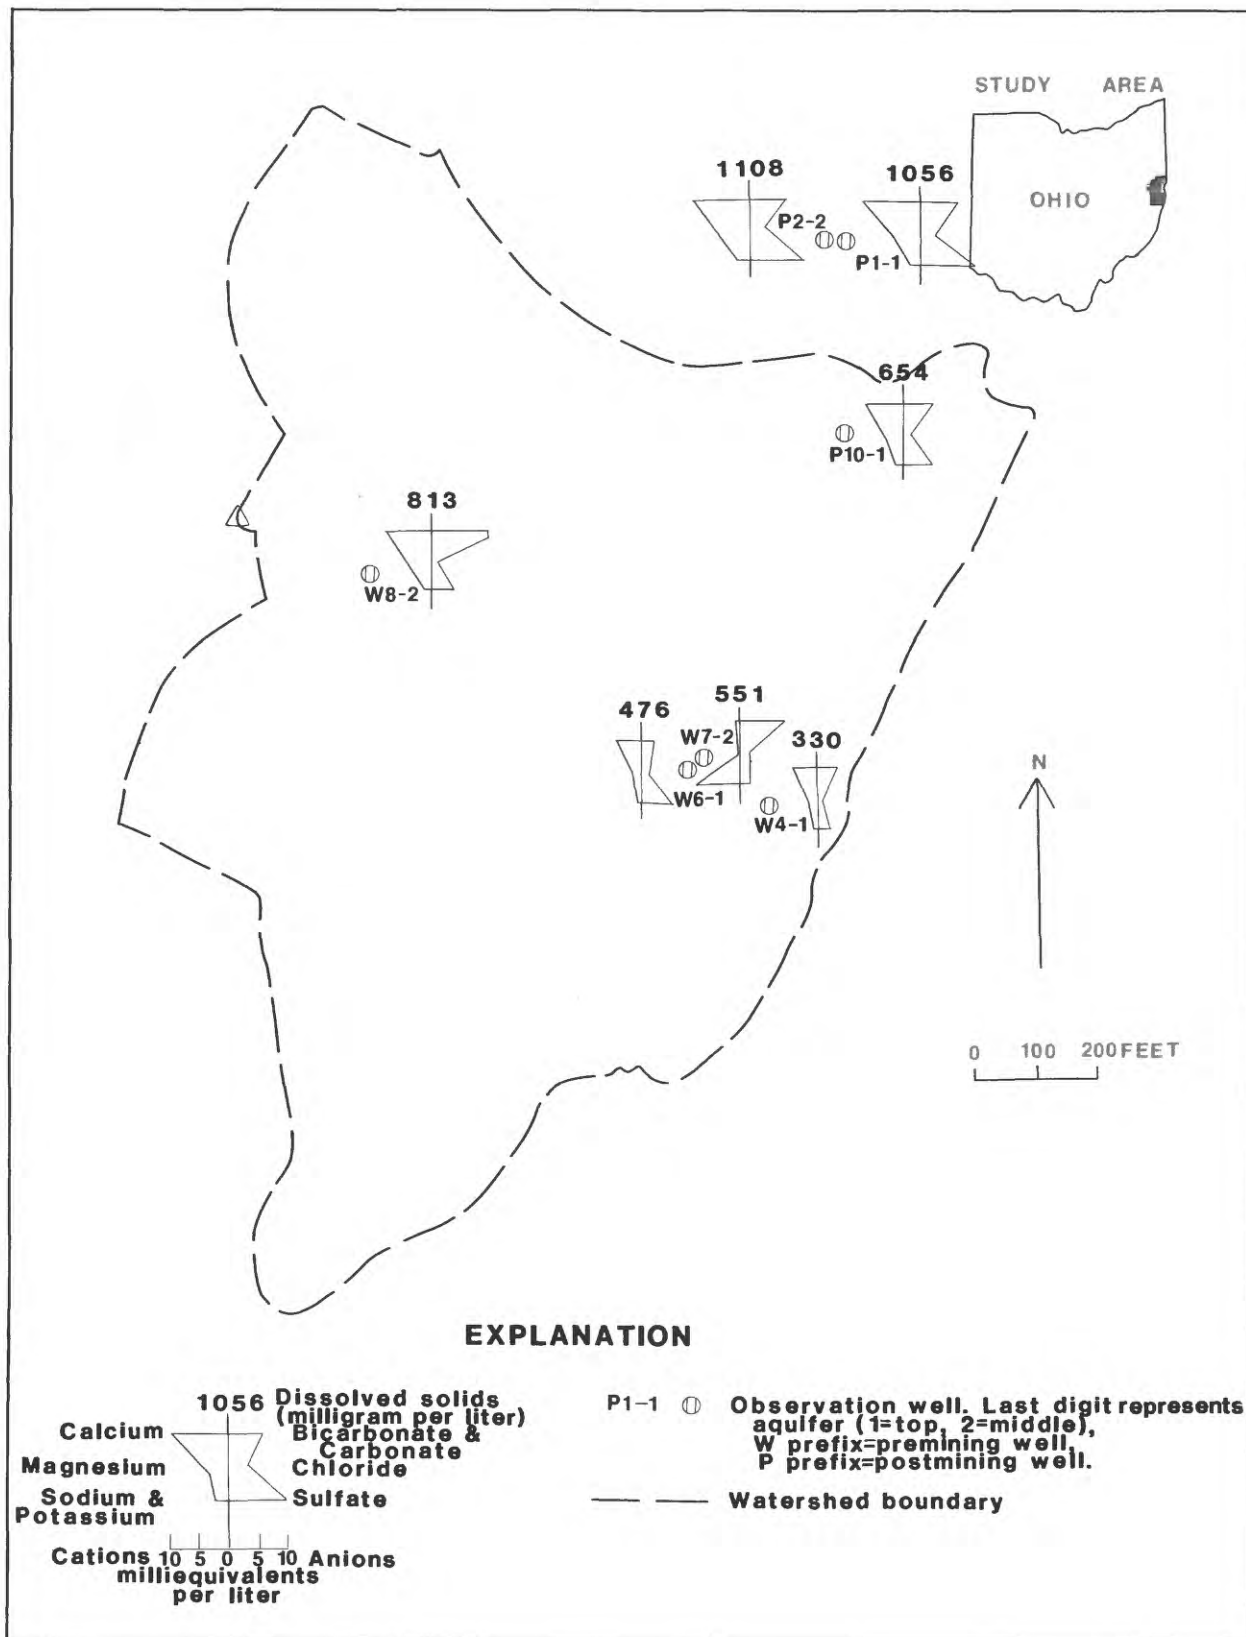 STUDY AREA
OHIO
1108
1056
P2-2
P1-1
654
P10-1
813
W8-2
551
476
W7-2
330
W6-1
W4-1
N
0 100 200 FEET
EXPLANATION
1056 Dissolved solids
(milligram per liter)
Calcium Bicarbonate &
Carbonate
Magnesium Chloride
Sodium & Sulfate
Potassium
Cations 10 5 0 5 10 Anions
milliequivalents
per liter
P1-1 Observation well. Last digit represents
aquifer (1=top, 2=middle),
W prefix=premining well,
P prefix=postmining well.
Watershed boundary